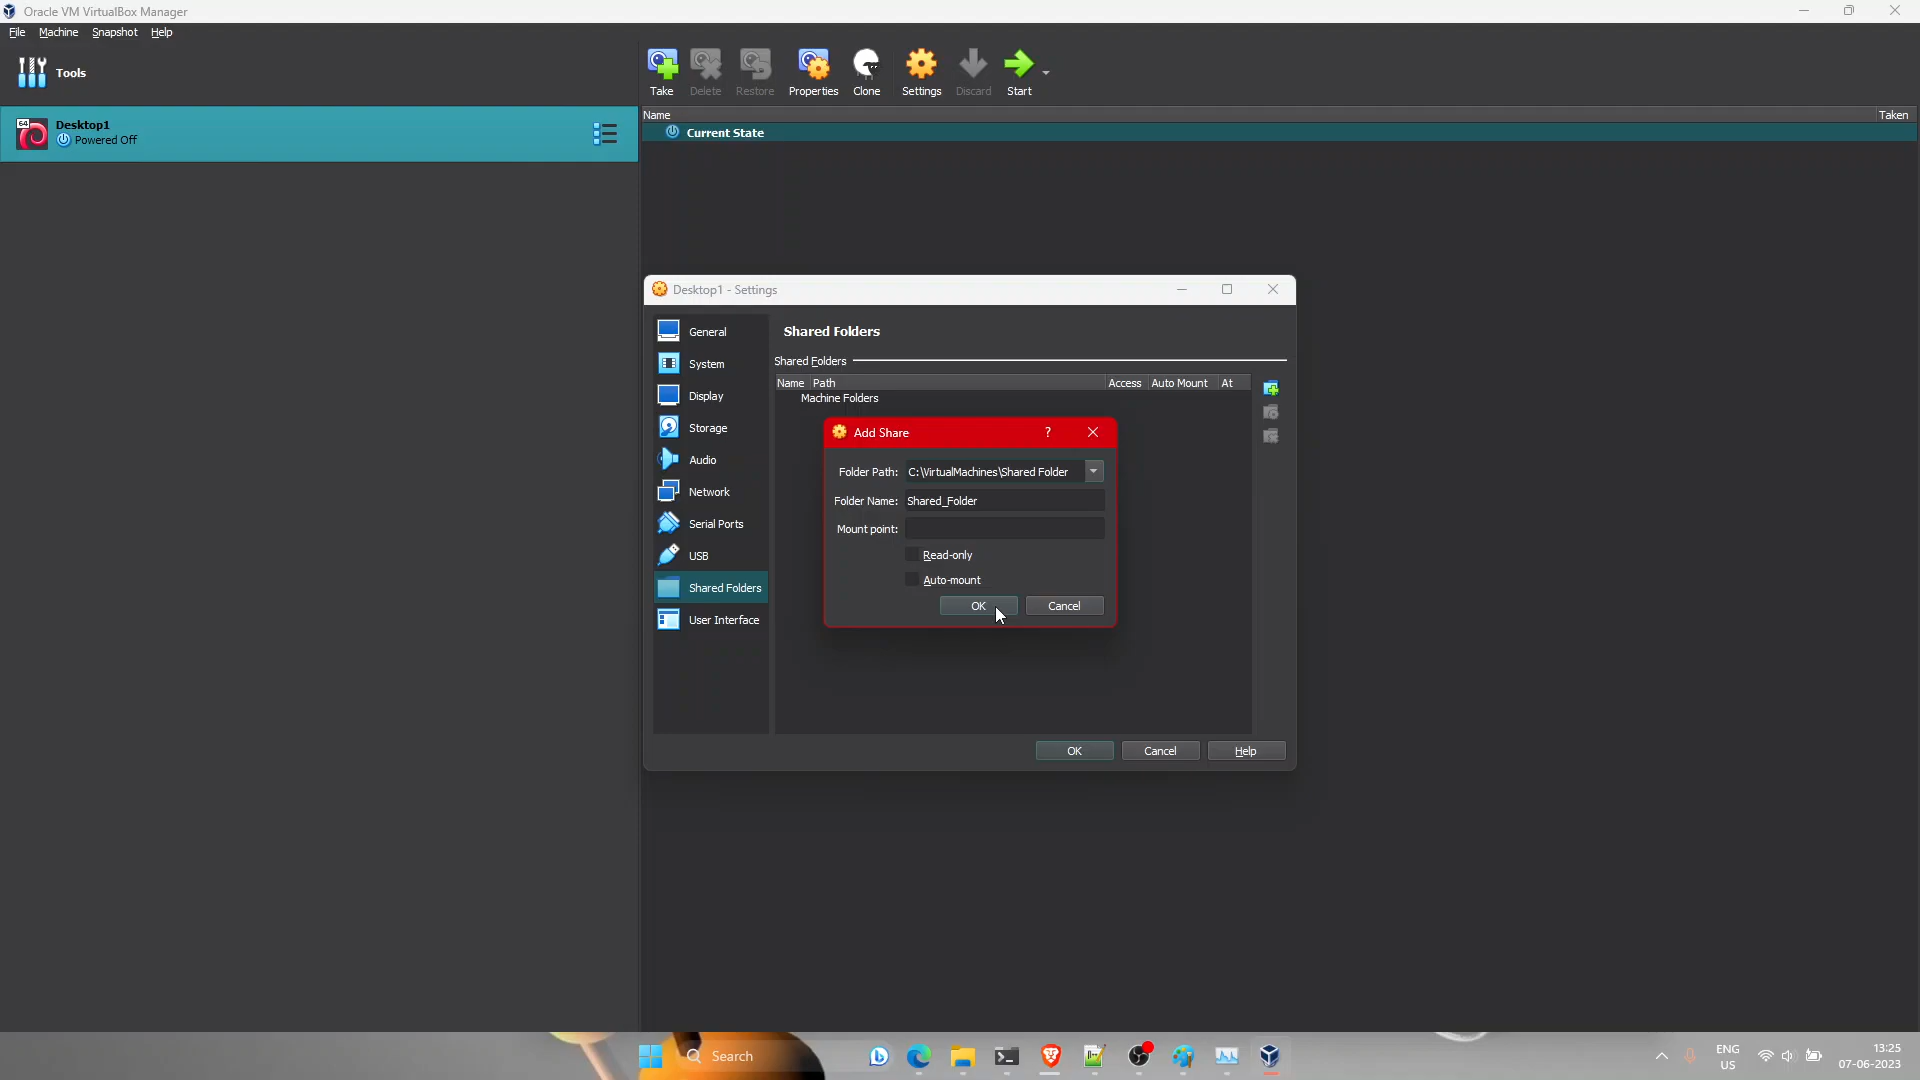 Oracle VM VirtualBox Manager
File Machine Snapshot Help
Tools
Take Delete Restore Properties Clone Settings Discard Start
64
Desktop1
Powered Off
Name Taken
Current State
Desktop1 - Settings
General
System
Display
Storage
Audio
Network
Serial Ports
USB
Shared Folders
User Interface
Shared Folders
Shared Folders
Name Path Access Auto Mount At
Machine Folders
Add Share ?
Folder Path: C:\VirtualMachines\Shared Folder
Folder Name: Shared_Folder
Mount point:
Read-only
Auto-mount
OK Cancel
OK Cancel Help
Search
ENG
US
13:25
07-06-2023